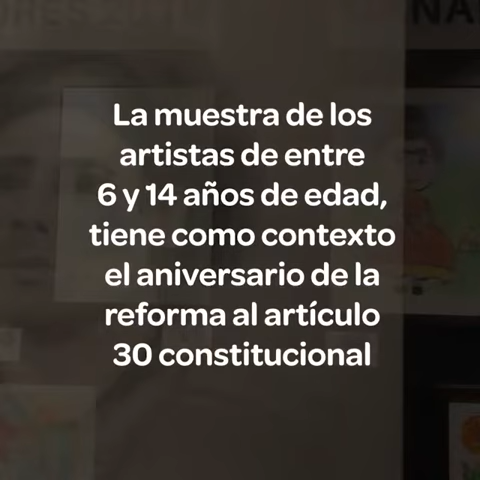 La muestra de los
artistas de entre
6 y 14 años de edad,
tiene como contexto
el aniversario de la
reforma al artículo
30 constitucional